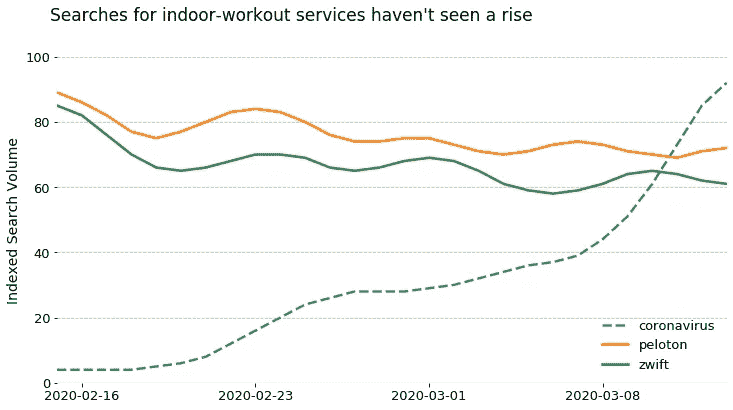 Searches for indoor-workout services haven't seen a rise
100
80
60
40
20
0
Indexed Search Volume
2020-02-16 2020-02-23 2020-03-01 2020-03-08
coronavirus
peloton
zwift